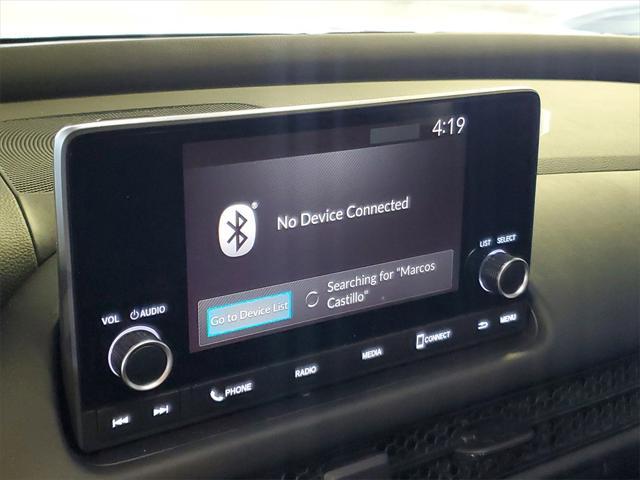 4:19
No Device Connected
Go to Device List
Searching for "Marcos
Castillo"
VOL AUDIO
LIST SELECT
PHONE
RADIO
MEDIA
CONNECT
MENU